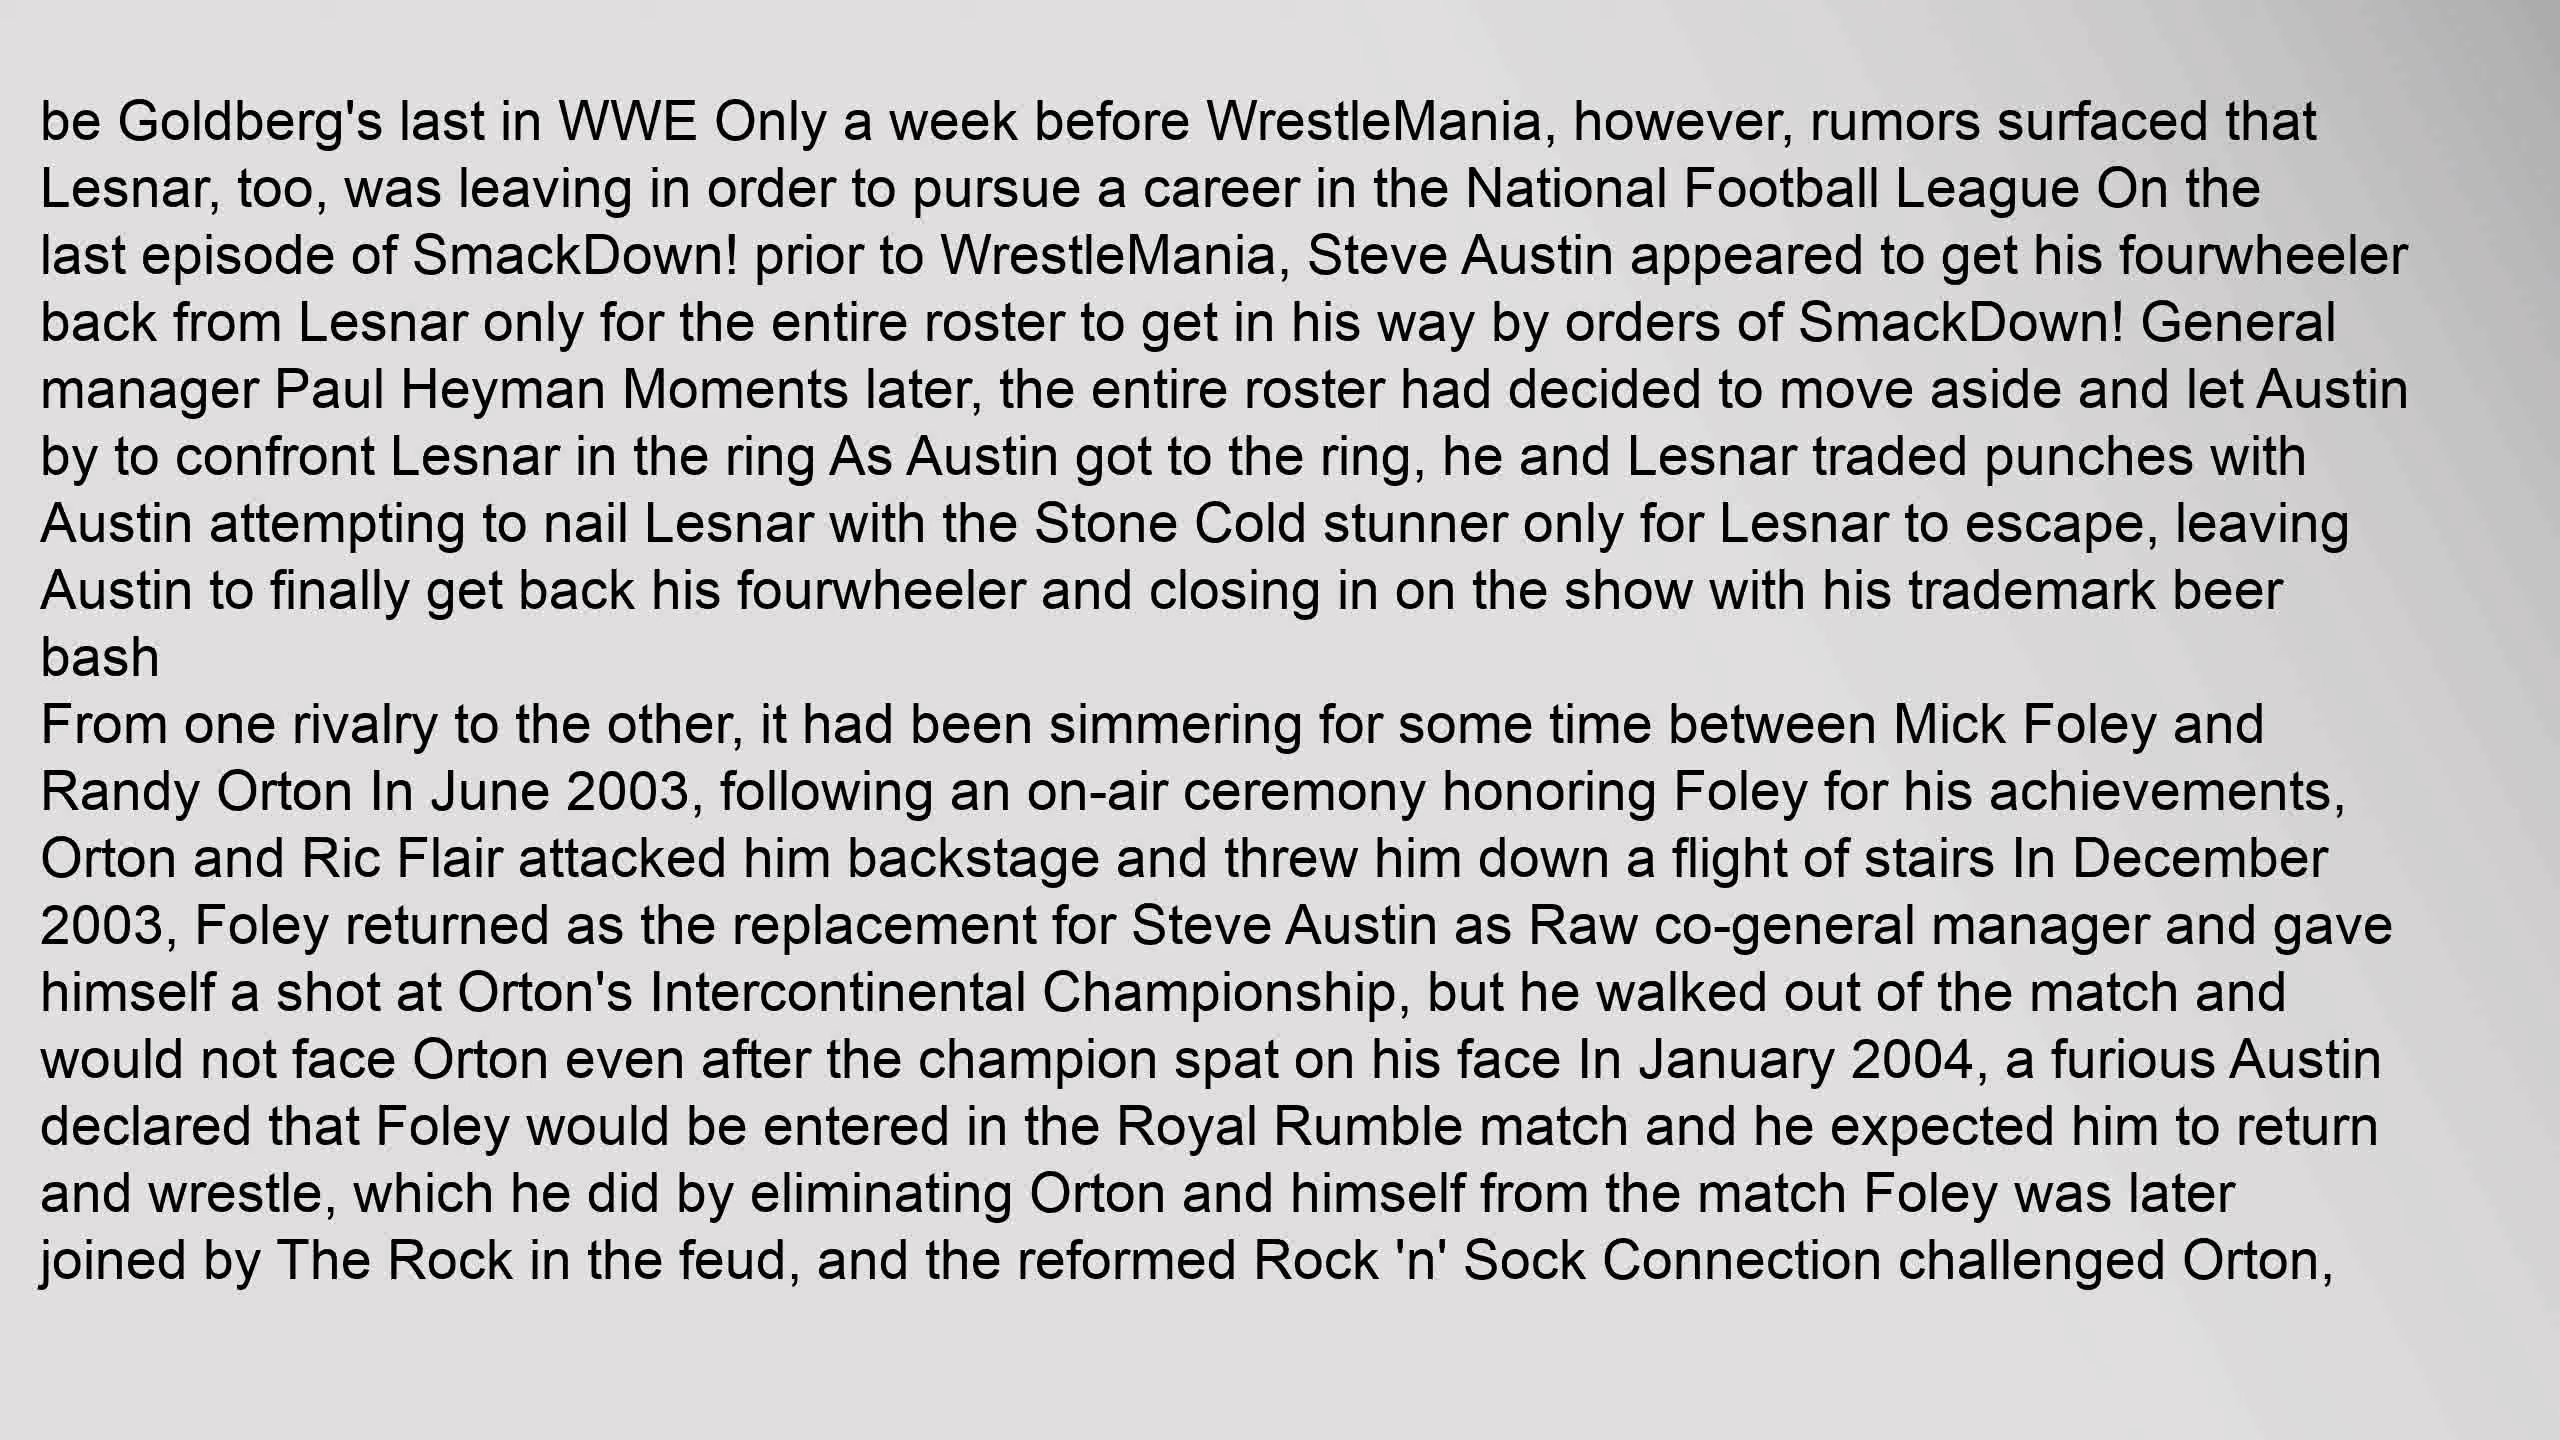 be Goldberg's last in WWE Only a week before WrestleMania, however, rumors surfaced that
Lesnar, too, was leaving in order to pursue a career in the National Football League On the
last episode of SmackDown! prior to WrestleMania, Steve Austin appeared to get his fourwheeler
back from Lesnar only for the entire roster to get in his way by orders of SmackDown! General
manager Paul Heyman Moments later, the entire roster had decided to move aside and let Austin
by to confront Lesnar in the ring As Austin got to the ring, he and Lesnar traded punches with
Austin attempting to nail Lesnar with the Stone Cold stunner only for Lesnar to escape, leaving
Austin to finally get back his fourwheeler and closing in on the show with his trademark beer
bash
From one rivalry to the other, it had been simmering for some time between Mick Foley and
Randy Orton In June 2003, following an on-air ceremony honoring Foley for his achievements,
Orton and Ric Flair attacked him backstage and threw him down a flight of stairs In December
2003, Foley returned as the replacement for Steve Austin as Raw co-general manager and gave
himself a shot at Orton's Intercontinental Championship, but he walked out of the match and
would not face Orton even after the champion spat on his face In January 2004, a furious Austin
declared that Foley would be entered in the Royal Rumble match and he expected him to return
and wrestle, which he did by eliminating Orton and himself from the match Foley was later
joined by The Rock in the feud, and the reformed Rock 'n' Sock Connection challenged Orton,